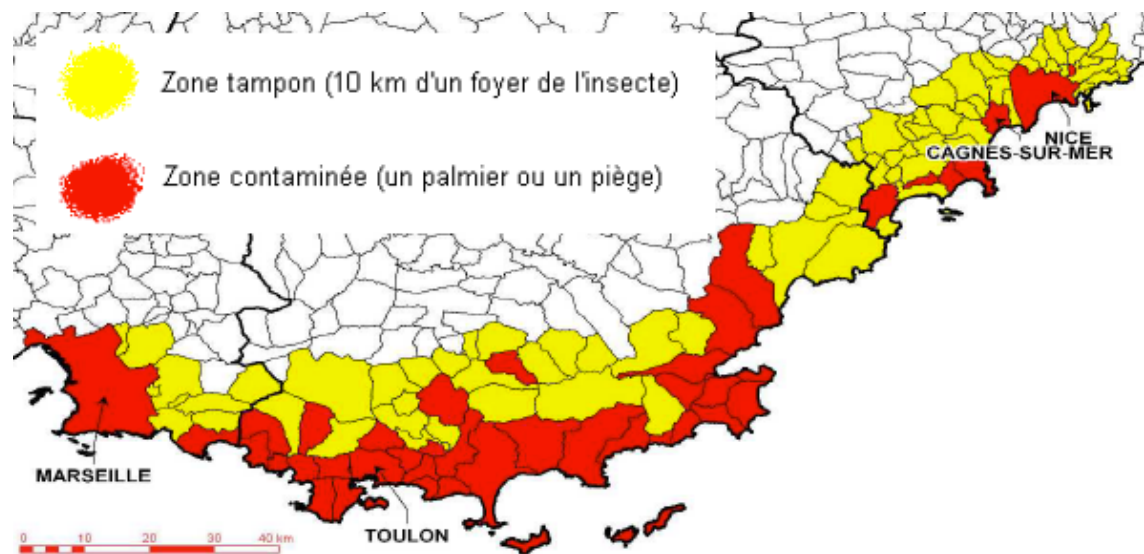 Zone tampon (10 km d'un foyer de l'insecte)
Zone contaminée (un palmier ou un piège)
NICE
CAGNES-SUR-MER
MARSEILLE
TOULON
0 10 20 30 40 km